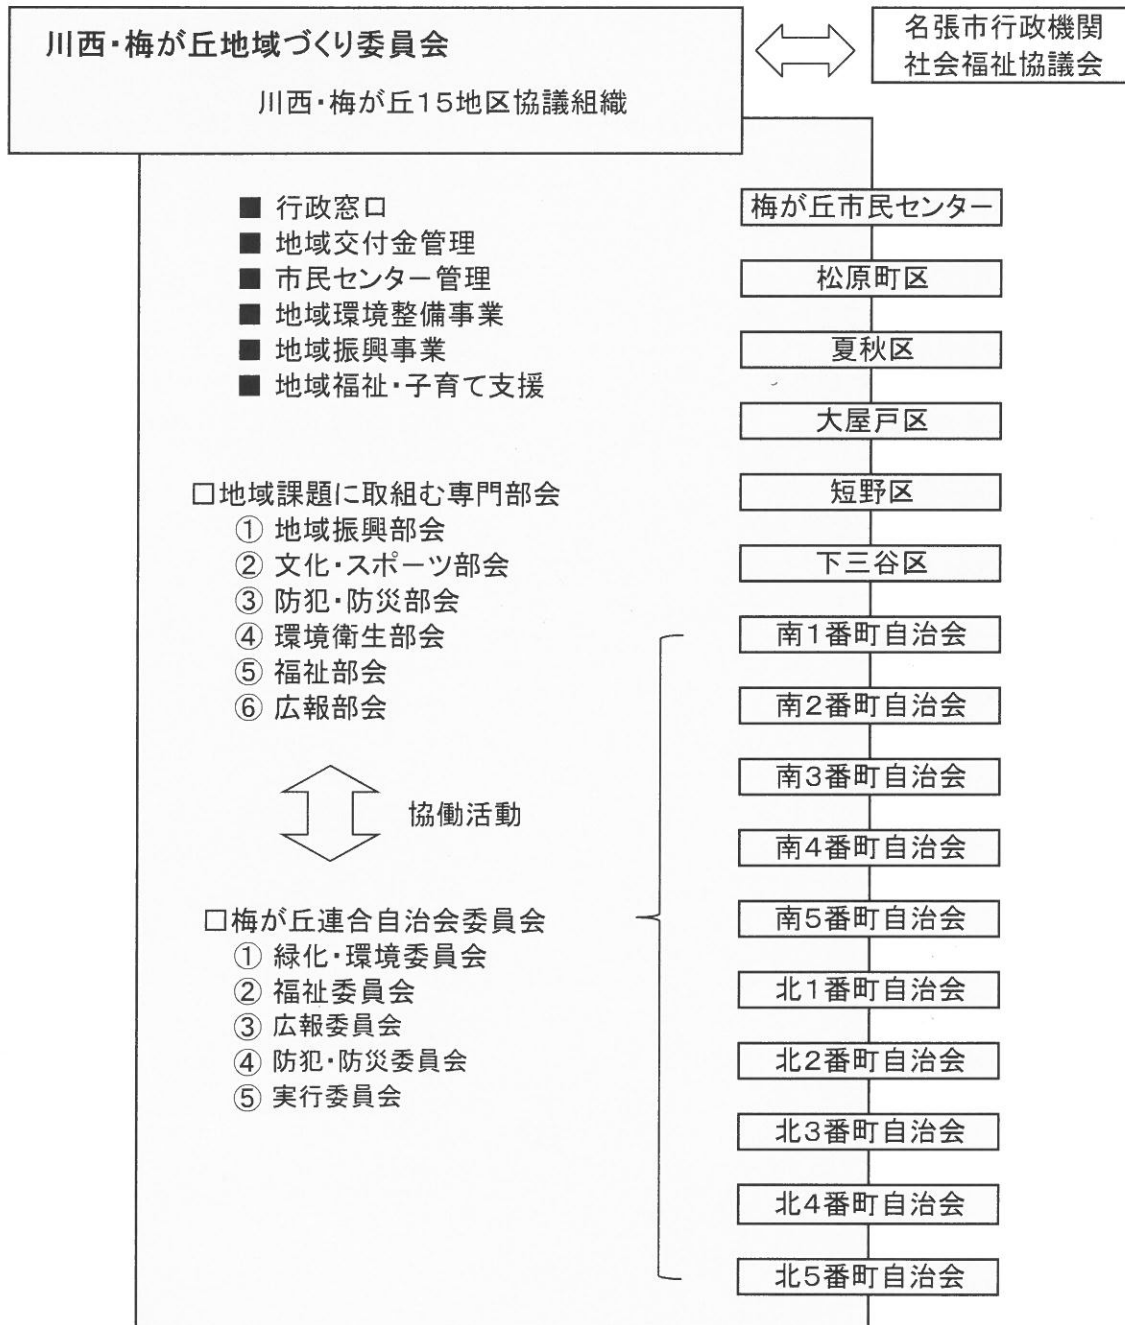 川西・梅が丘地域づくり委員会
川西・梅が丘15地区協議組織
名張市行政機関
社会福祉協議会
■ 行政窓口
■ 地域交付金管理
■ 市民センター管理
■ 地域環境整備事業
■ 地域振興事業
■ 地域福祉・子育て支援
□地域課題に取組む専門部会
① 地域振興部会
② 文化・スポーツ部会
③ 防犯・防災部会
④ 環境衛生部会
⑤ 福祉部会
⑥ 広報部会
協働活動
□梅が丘連合自治会委員会
① 緑化・環境委員会
② 福祉委員会
③ 広報委員会
④ 防犯・防災委員会
⑤ 実行委員会
梅が丘市民センター
松原町区
夏秋区
大屋戸区
短野区
下三谷区
南1番町自治会
南2番町自治会
南3番町自治会
南4番町自治会
南5番町自治会
北1番町自治会
北2番町自治会
北3番町自治会
北4番町自治会
北5番町自治会